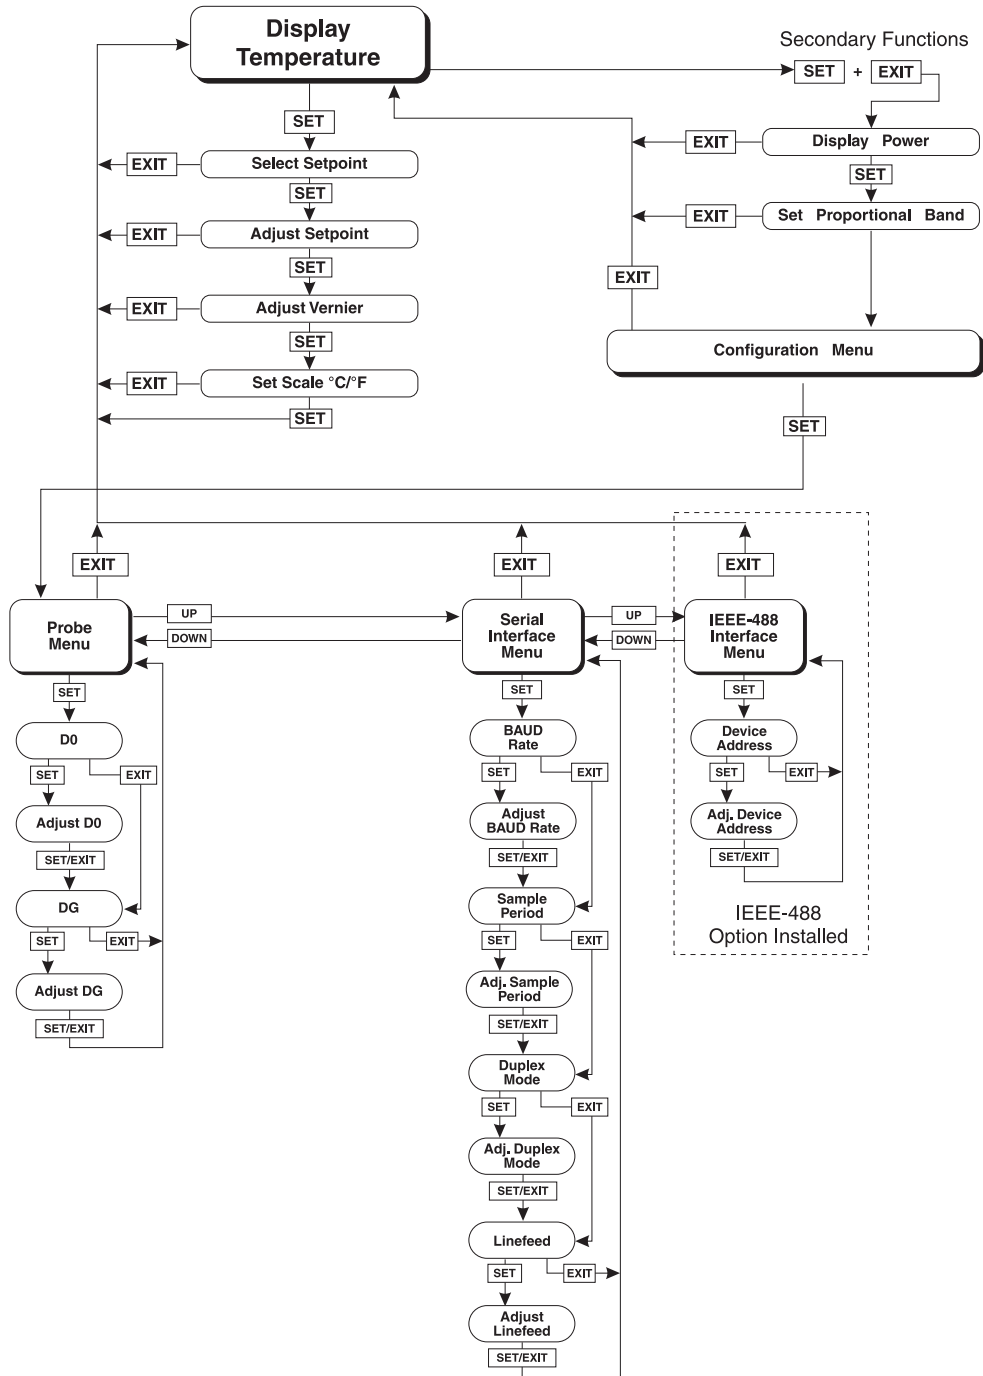 Display
Temperature
Secondary Functions
SET + EXIT
SET
EXIT
Select Setpoint
EXIT
Display Power
SET
SET
EXIT
Adjust Setpoint
EXIT
Set Proportional Band
SET
EXIT
EXIT
Adjust Vernier
SET
Configuration Menu
EXIT
Set Scale °C/°F
SET
SET
EXIT
EXIT
EXIT
Probe
Menu
UP
DOWN
Serial
Interface
Menu
UP
DOWN
IEEE-488
Interface
Menu
SET
D0
SET
EXIT
Adjust D0
SET/EXIT
DG
SET
EXIT
Adjust DG
SET/EXIT
SET
BAUD
Rate
SET
EXIT
Adjust
BAUD Rate
SET/EXIT
Sample
Period
SET
EXIT
Adj. Sample
Period
SET/EXIT
Duplex
Mode
SET
EXIT
Adj. Duplex
Mode
SET/EXIT
Linefeed
SET
EXIT
Adjust
Linefeed
SET/EXIT
SET
Device
Address
SET
EXIT
Adj. Device
Address
SET/EXIT
IEEE-488
Option Installed